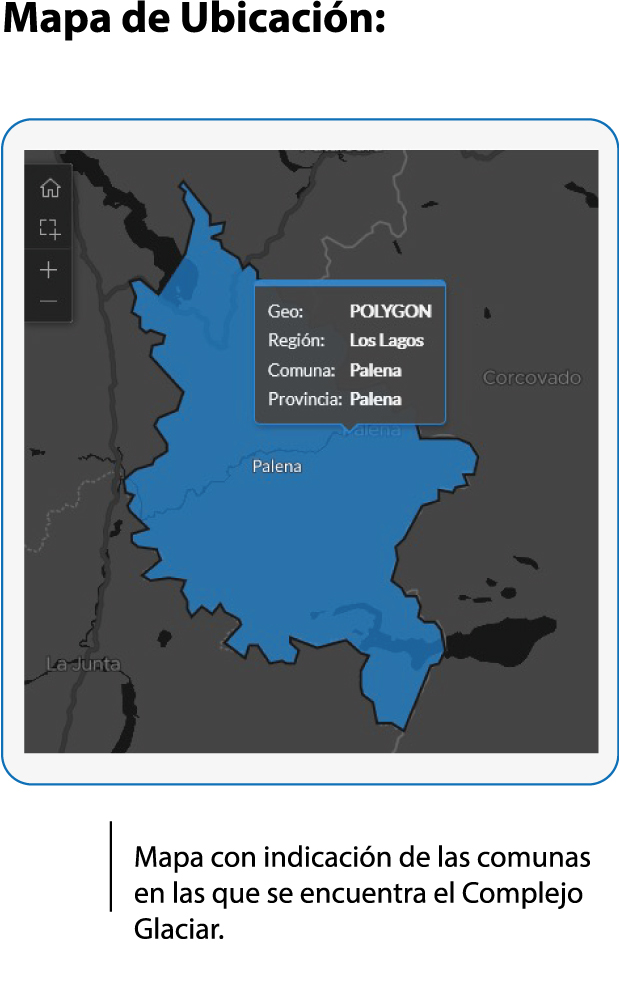 Mapa de Ubicación:
Geo: POLYGON
Región: Los Lagos
Comuna: Palena
Provincia: Palena
Corcovado
Palena
Palena
La Junta
Mapa con indicación de las comunas
en las que se encuentra el Complejo
Glaciar.